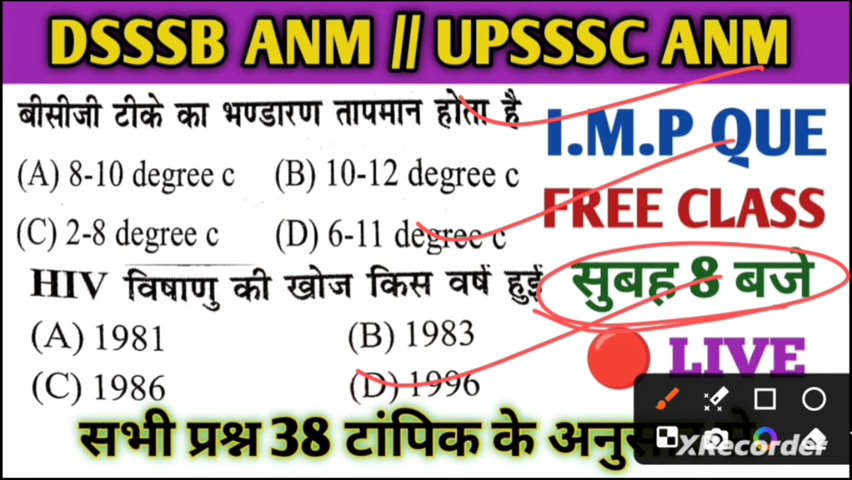 DSSSB ANM // UPSSSC ANM
बीसीजी टीके का भण्डारण तापमान होता है
(A) 8-10 degree c (B) 10-12 degree c
(C) 2-8 degree c (D) 6-11 degree c
HIV विषाणु की खोज किस वर्ष हुई
(A) 1981 (B) 1983
(C) 1986 (D) 1996
I.M.P QUE
FREE CLASS
सुबह 8 बजे
LIVE
सभी प्रश्न 38 टांपिक के
XRecorder